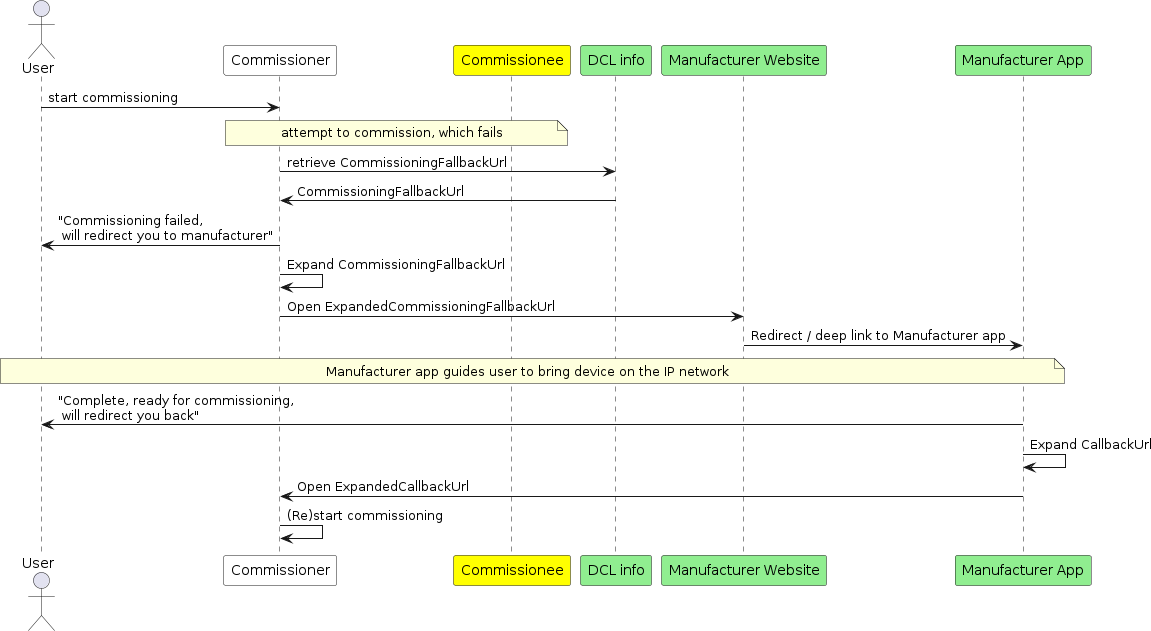 User
Commissioner
Commissionee
DCL info
Manufacturer Website
Manufacturer App
start commissioning
attempt to commission, which fails
retrieve CommissioningFallbackUrl
CommissioningFallbackUrl
"Commissioning failed,
will redirect you to manufacturer"
Expand CommissioningFallbackUrl
Open ExpandedCommissioningFallbackUrl
Redirect / deep link to Manufacturer app
Manufacturer app guides user to bring device on the IP network
"Complete, ready for commissioning,
will redirect you back"
Expand CallbackUrl
Open ExpandedCallbackUrl
(Re)start commissioning
User
Commissioner
Commissionee
DCL info
Manufacturer Website
Manufacturer App